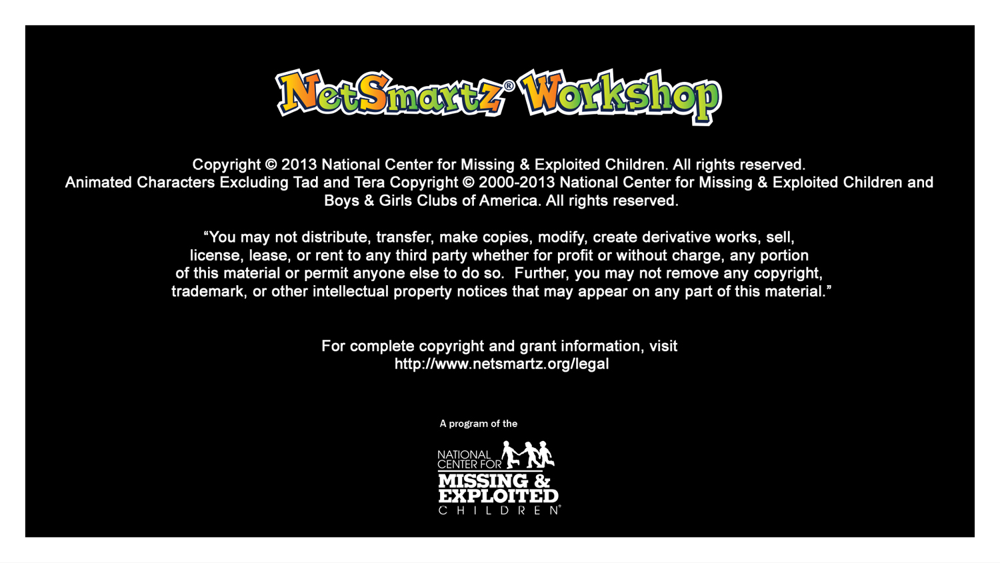 NetSmartz® Workshop
Copyright © 2013 National Center for Missing & Exploited Children. All rights reserved.
Animated Characters Excluding Tad and Tera Copyright © 2000-2013 National Center for Missing & Exploited Children and
Boys & Girls Clubs of America. All rights reserved.
“You may not distribute, transfer, make copies, modify, create derivative works, sell,
license, lease, or rent to any third party whether for profit or without charge, any portion
of this material or permit anyone else to do so.  Further, you may not remove any copyright,
trademark, or other intellectual property notices that may appear on any part of this material.”
For complete copyright and grant information, visit
http://www.netsmartz.org/legal
A program of the
NATIONAL
CENTER FOR
MISSING &
EXPLOITED
CHILDREN®